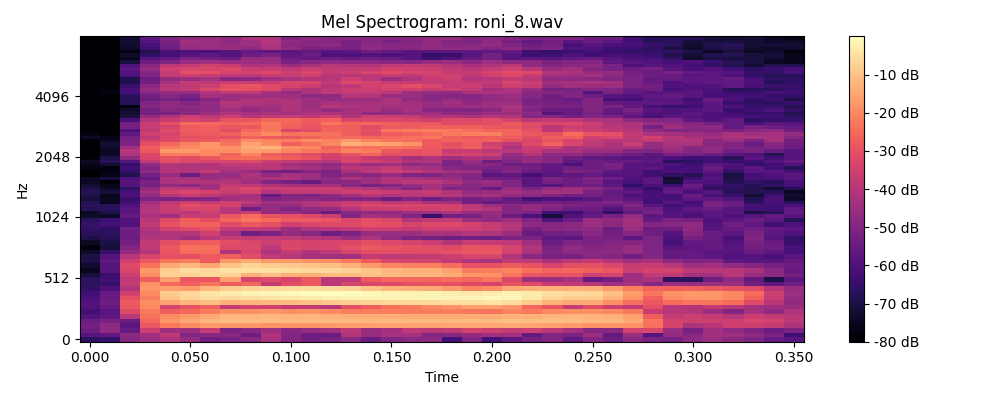 Mel Spectrogram: roni_8.wav
Hz
4096
2048
1024
512
0
0.000 0.050 0.100 0.150 0.200 0.250 0.300 0.350
Time
-10 dB
-20 dB
-30 dB
-40 dB
-50 dB
-60 dB
-70 dB
-80 dB